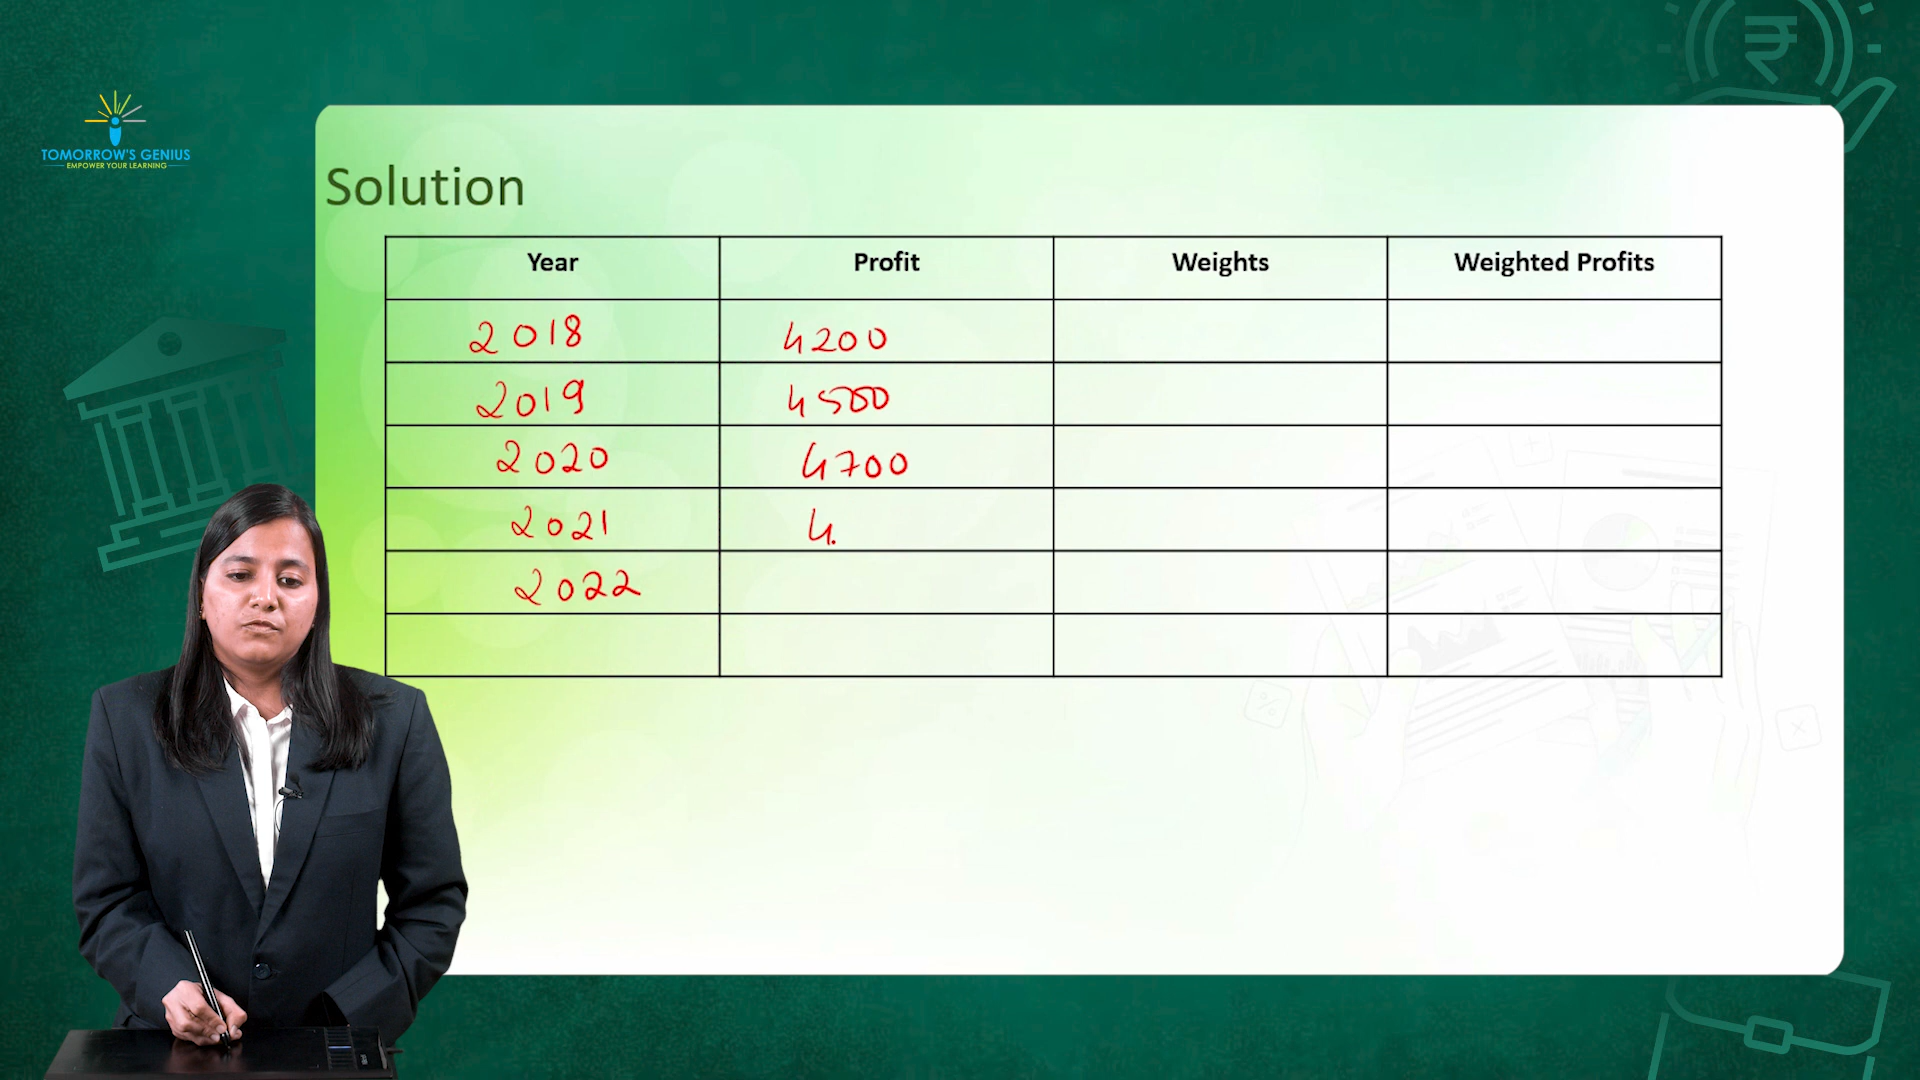 TOMORROW'S GENIUS
EMPOWER YOUR LEARNING
Solution
Year Profit Weights Weighted Profits
2018 4200
2019 4500
2020 4700
2021 4.
2022